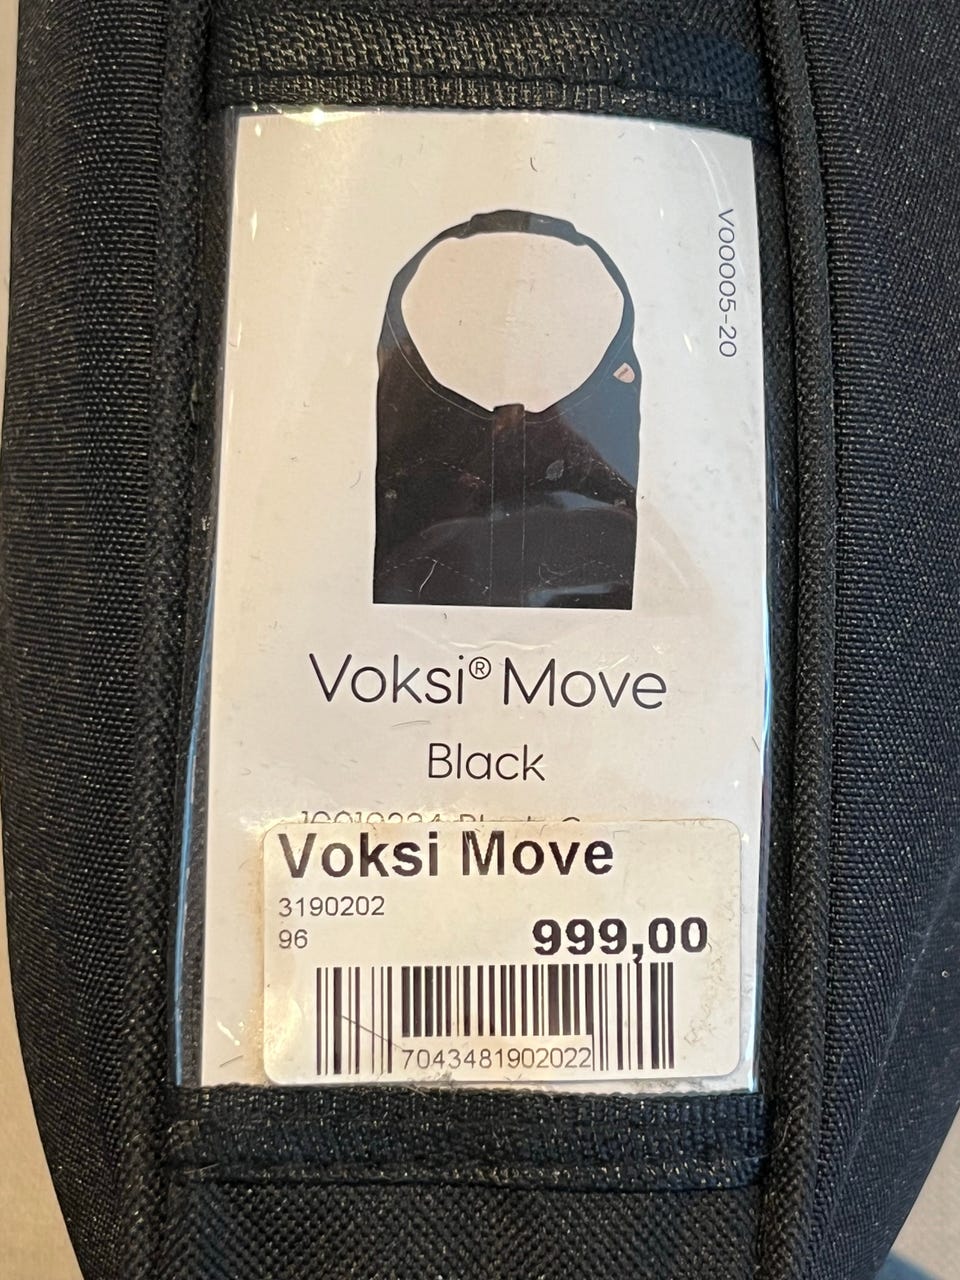 V00005-20
Voksi® Move
Black
Voksi Move
3190202
96
999,00
7043481902022